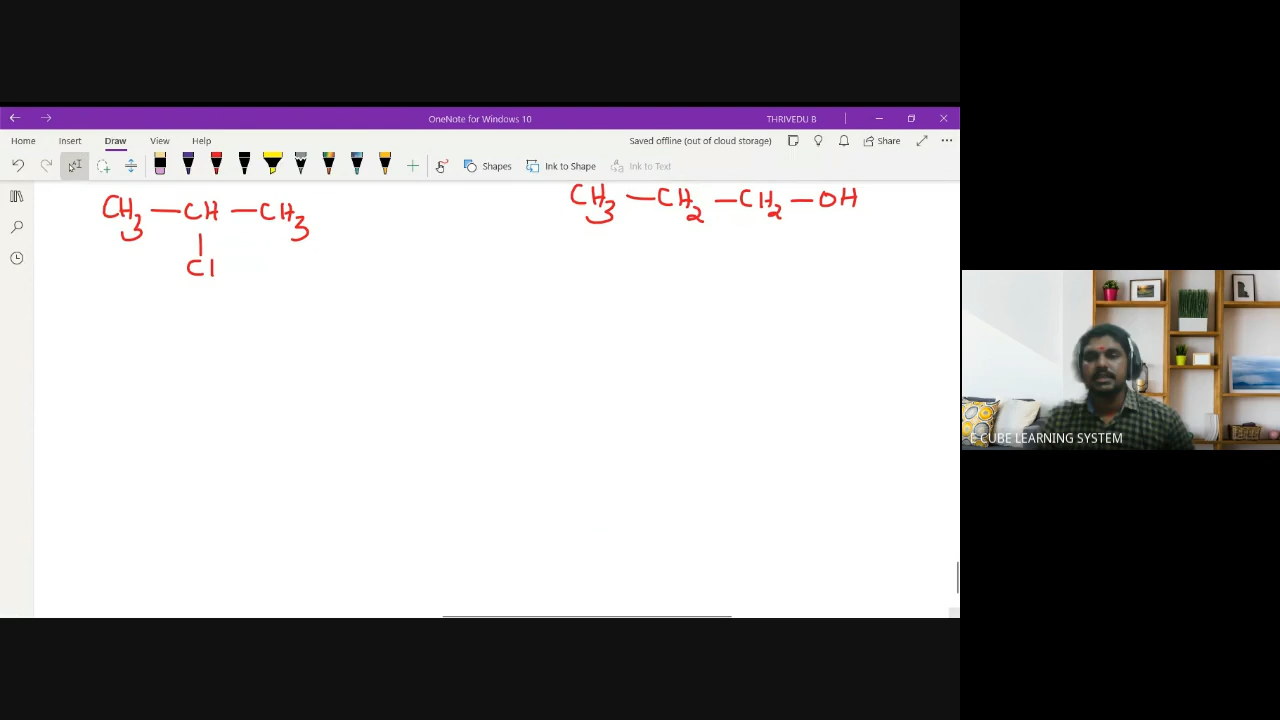 OneNote for Windows 10
THRIVEDU B
Home Insert Draw View Help
Saved offline (out of cloud storage)
Share
Shapes
Ink to Shape
Ink to Text
CH3 — CH — CH3
|
Cl
CH3 — CH2 — CH2 — OH
E CUBE LEARNING SYSTEM